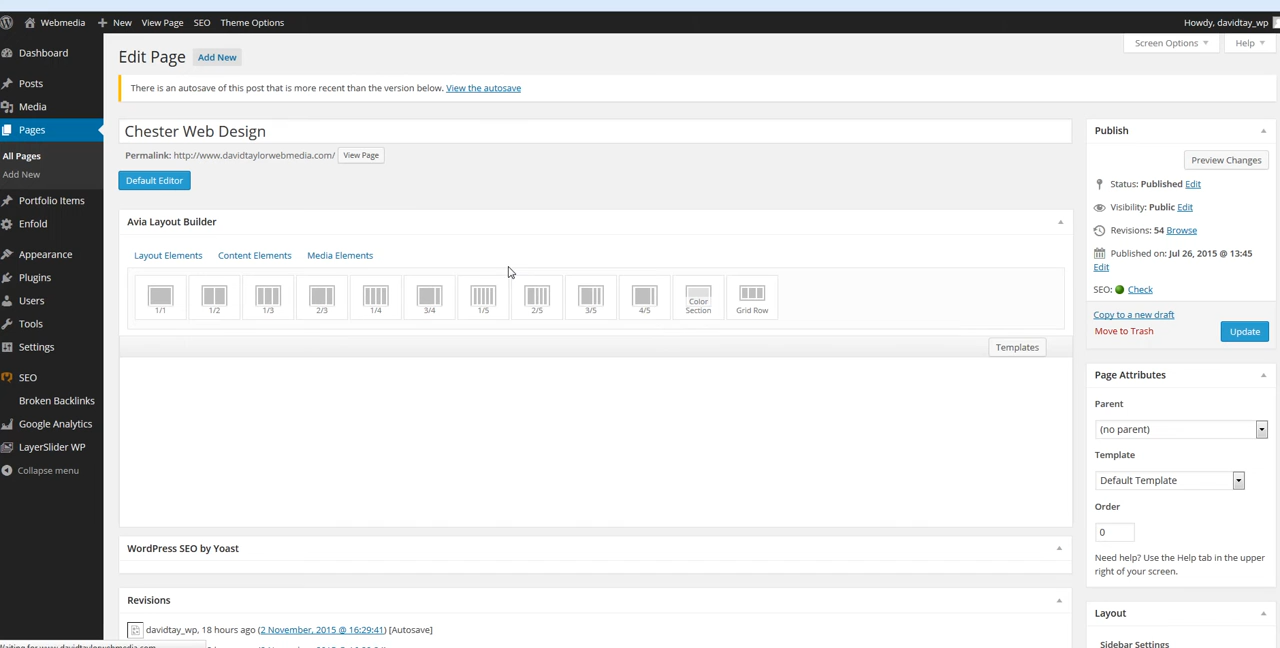 Webmedia New View Page SEO Theme Options Howdy, davidtay_wp
Screen Options Help
Dashboard
Posts
Media
Pages
All Pages
Add New
Portfolio Items
Enfold
Appearance
Plugins
Users
Tools
Settings
SEO
Broken Backlinks
Google Analytics
LayerSlider WP
Collapse menu
Edit Page Add New
There is an autosave of this post that is more recent than the version below. View the autosave
Chester Web Design
Permalink: http://www.davidtaylorwebmedia.com/ View Page
Default Editor
Avia Layout Builder
Layout Elements Content Elements Media Elements
1/1 1/2 1/3 2/3 1/4 3/4 1/5 2/5 3/5 4/5 Color Section Grid Row
Templates
WordPress SEO by Yoast
Revisions
davidtay_wp, 18 hours ago (2 November, 2015 @ 16:29:41) [Autosave]
Publish
Preview Changes
Status: Published Edit
Visibility: Public Edit
Revisions: 54 Browse
Published on: Jul 26, 2015 @ 13:45
Edit
SEO: Check
Copy to a new draft
Move to Trash
Update
Page Attributes
Parent
(no parent)
Template
Default Template
Order
0
Need help? Use the Help tab in the upper
right of your screen.
Layout
Sidebar Settings